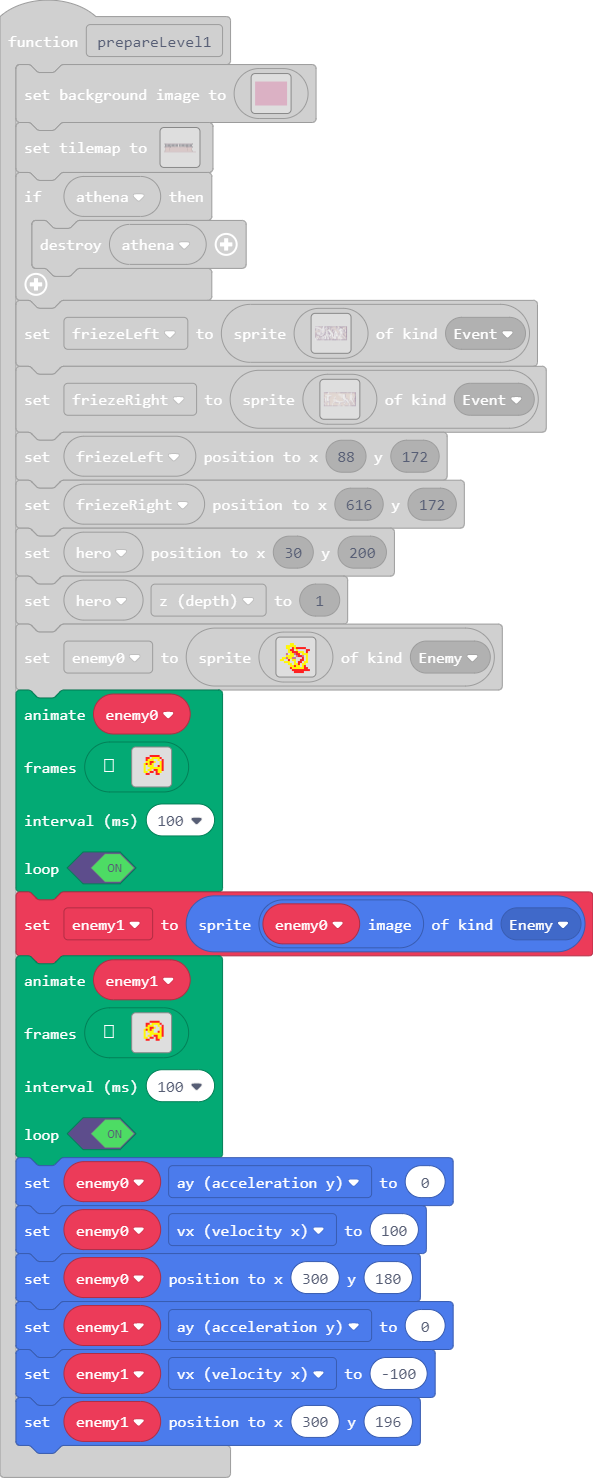 function prepareLevel1
set background image to
set tilemap to
if athena then
destroy athena
set friezeLeft to sprite of kind Event
set friezeRight to sprite of kind Event
set friezeLeft position to x 88 y 172
set friezeRight position to x 616 y 172
set hero position to x 30 y 200
set hero z (depth) to 1
set enemy0 to sprite of kind Enemy
animate enemy0
frames
interval (ms) 100
loop ON
set enemy1 to sprite enemy0 image of kind Enemy
animate enemy1
frames
interval (ms) 100
loop ON
set enemy0 ay (acceleration y) to 0
set enemy0 vx (velocity x) to 100
set enemy0 position to x 300 y 180
set enemy1 ay (acceleration y) to 0
set enemy1 vx (velocity x) to -100
set enemy1 position to x 300 y 196